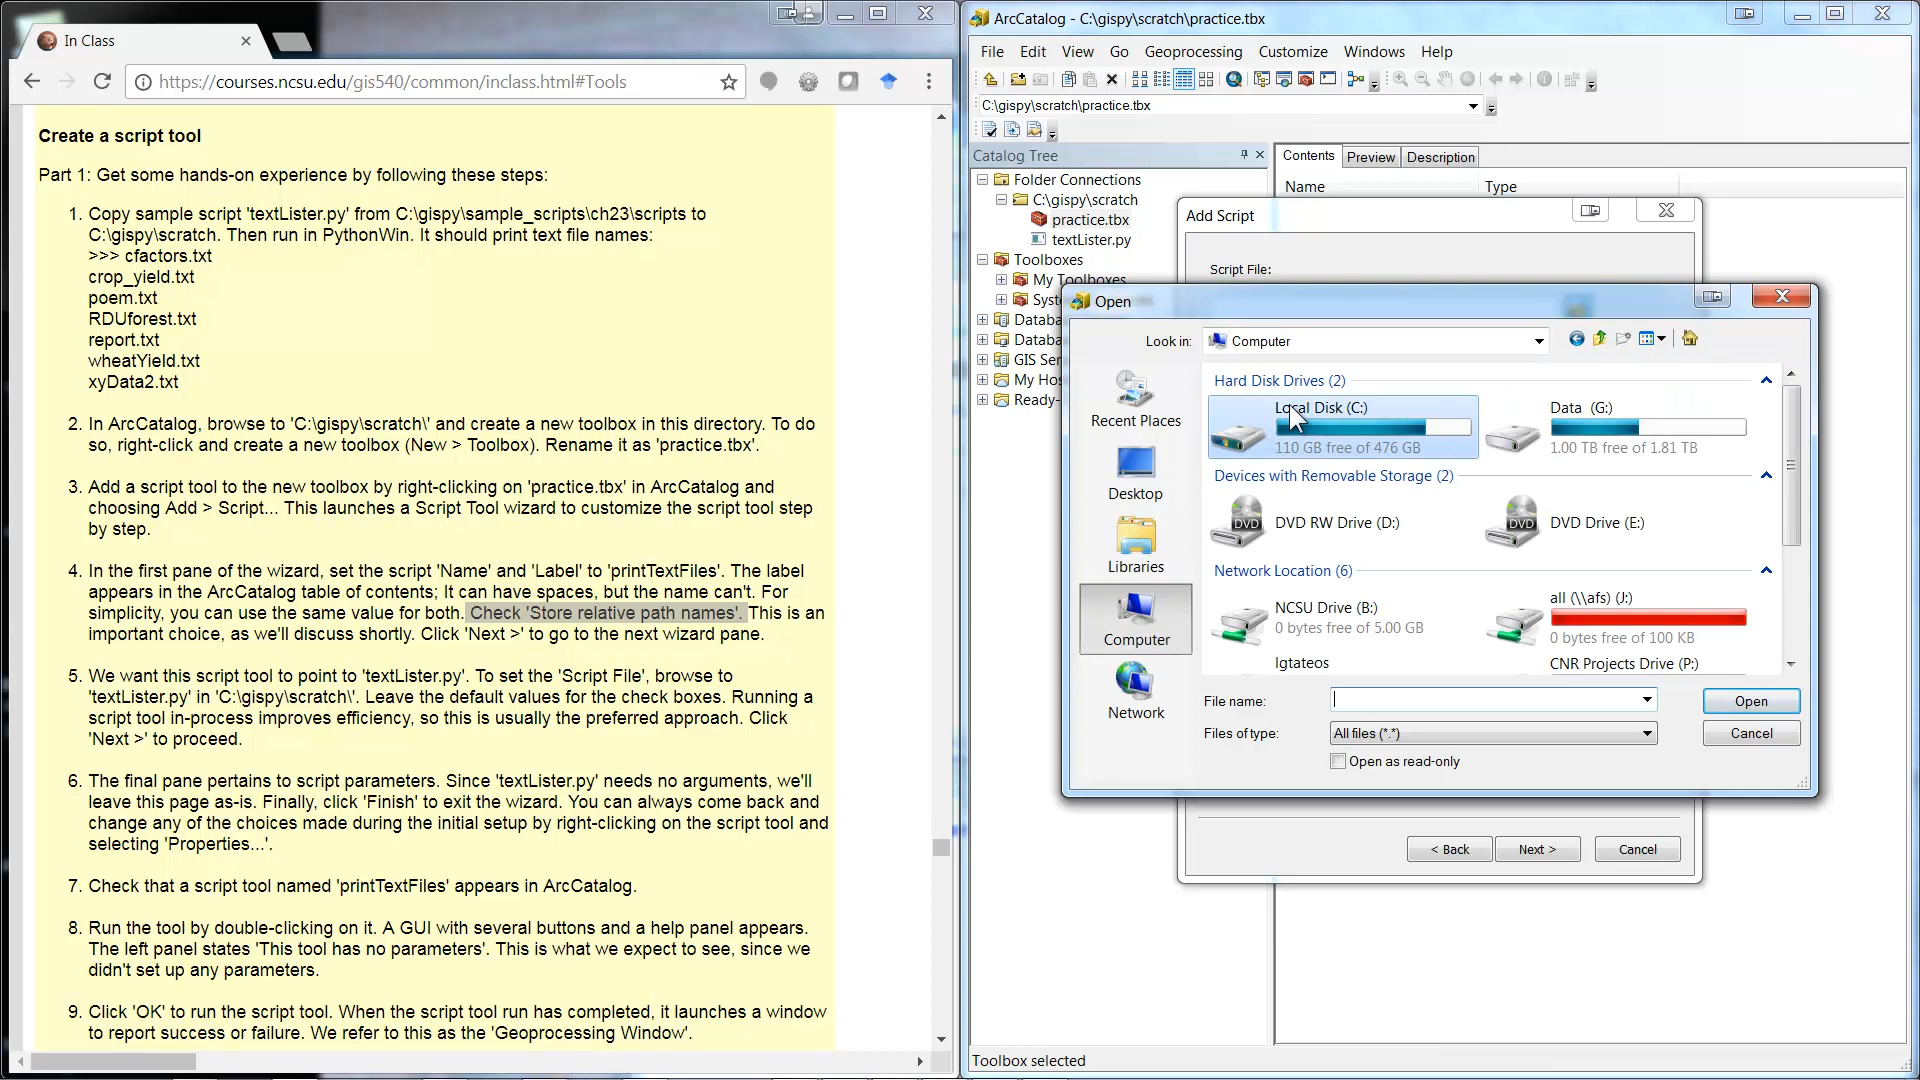 In Class
https://courses.ncsu.edu/gis540/common/inclass.html#Tools
Create a script tool
Part 1: Get some hands-on experience by following these steps:
1. Copy sample script 'textLister.py' from C:\gispy\sample_scripts\ch23\scripts to
C:\gispy\scratch. Then run in PythonWin. It should print text file names:
>>> cfactors.txt
crop_yield.txt
poem.txt
RDUforest.txt
report.txt
wheatYield.txt
xyData2.txt
2. In ArcCatalog, browse to 'C:\gispy\scratch\' and create a new toolbox in this directory. To do
so, right-click and create a new toolbox (New > Toolbox). Rename it as 'practice.tbx'.
3. Add a script tool to the new toolbox by right-clicking on 'practice.tbx' in ArcCatalog and
choosing Add > Script... This launches a Script Tool wizard to customize the script tool step
by step.
4. In the first pane of the wizard, set the script 'Name' and 'Label' to 'printTextFiles'. The label
appears in the ArcCatalog table of contents; It can have spaces, but the name can't. For
simplicity, you can use the same value for both. Check 'Store relative path names'. This is an
important choice, as we'll discuss shortly. Click 'Next >' to go to the next wizard pane.
5. We want this script tool to point to 'textLister.py'. To set the 'Script File', browse to
'textLister.py' in 'C:\gispy\scratch\'. Leave the default values for the check boxes. Running a
script tool in-process improves efficiency, so this is usually the preferred approach. Click
'Next >' to proceed.
6. The final pane pertains to script parameters. Since 'textLister.py' needs no arguments, we'll
leave this page as-is. Finally, click 'Finish' to exit the wizard. You can always come back and
change any of the choices made during the initial setup by right-clicking on the script tool and
selecting 'Properties...'.
7. Check that a script tool named 'printTextFiles' appears in ArcCatalog.
8. Run the tool by double-clicking on it. A GUI with several buttons and a help panel appears.
The left panel states 'This tool has no parameters'. This is what we expect to see, since we
didn't set up any parameters.
9. Click 'OK' to run the script tool. When the script tool run has completed, it launches a window
to report success or failure. We refer to this as the 'Geoprocessing Window'.
ArcCatalog - C:\gispy\scratch\practice.tbx
File Edit View Go Geoprocessing Customize Windows Help
C:\gispy\scratch\practice.tbx
Catalog Tree
Folder Connections
C:\gispy\scratch
practice.tbx
textLister.py
Toolboxes
My Toolboxes
Syst
Databa
Databa
GIS Ser
My Ho
Ready-
Contents Preview Description
Name Type
Add Script
Script File:
Open
Look in: Computer
Recent Places
Desktop
Libraries
Computer
Network
Hard Disk Drives (2)
Local Disk (C:)
110 GB free of 476 GB
Data (G:)
1.00 TB free of 1.81 TB
Devices with Removable Storage (2)
DVD RW Drive (D:)
DVD Drive (E:)
Network Location (6)
NCSU Drive (B:)
0 bytes free of 5.00 GB
all (\\afs) (J:)
0 bytes free of 100 KB
lgtateos
CNR Projects Drive (P:)
File name:
Open
Files of type: All files (*.*)
Cancel
Open as read-only
< Back Next > Cancel
Toolbox selected